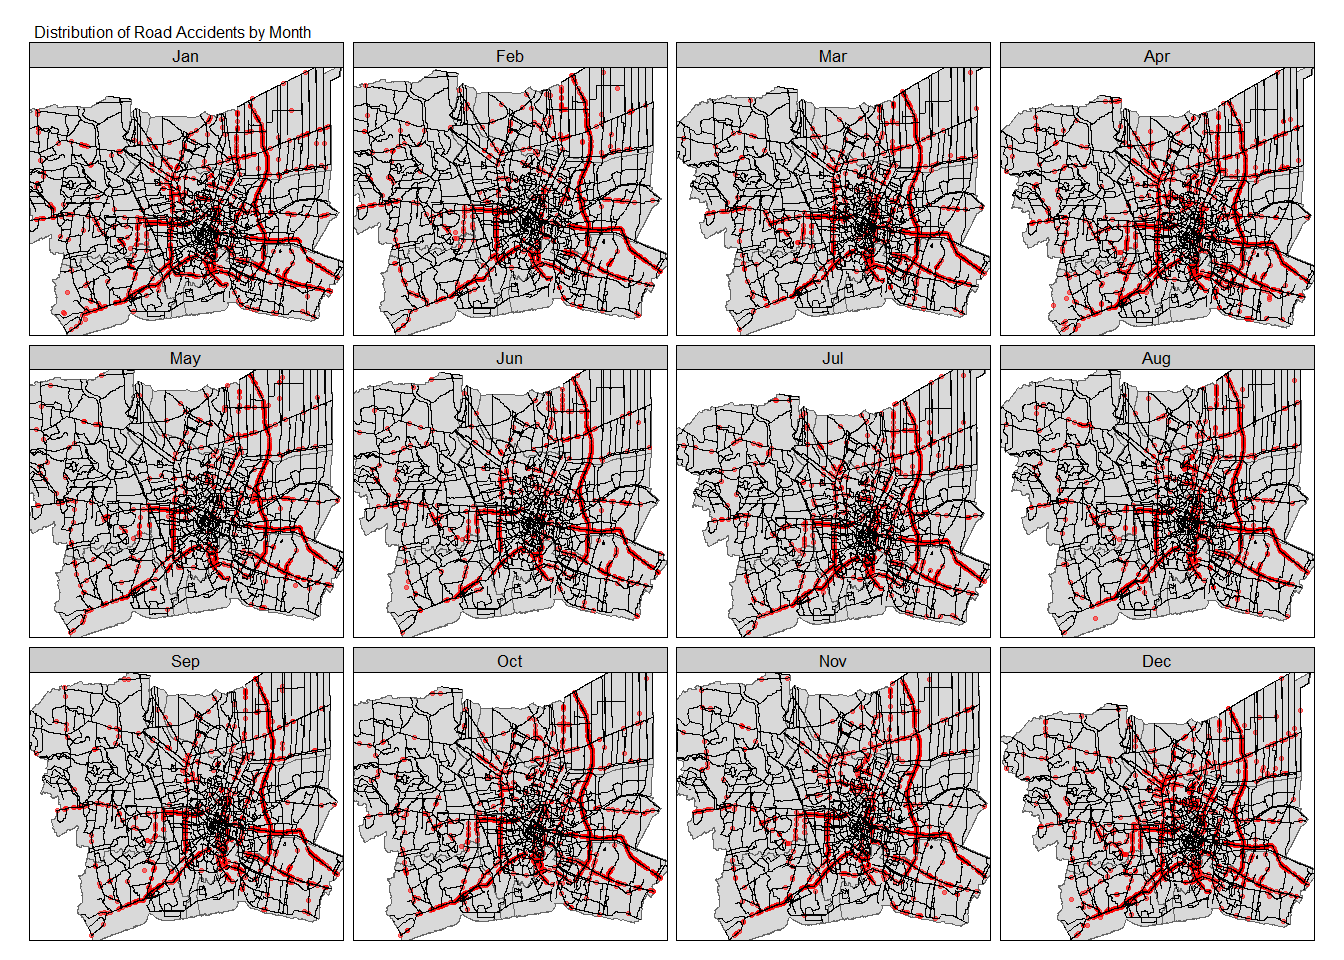 Distribution of Road Accidents by Month
Jan
Feb
Mar
Apr
May
Jun
Jul
Aug
Sep
Oct
Nov
Dec